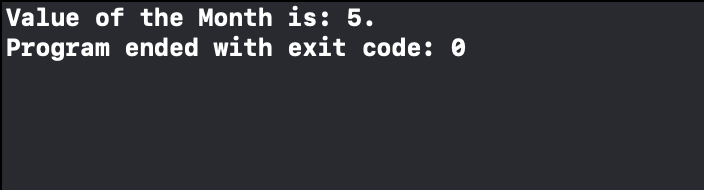 Value of the Month is: 5.
Program ended with exit code: 0